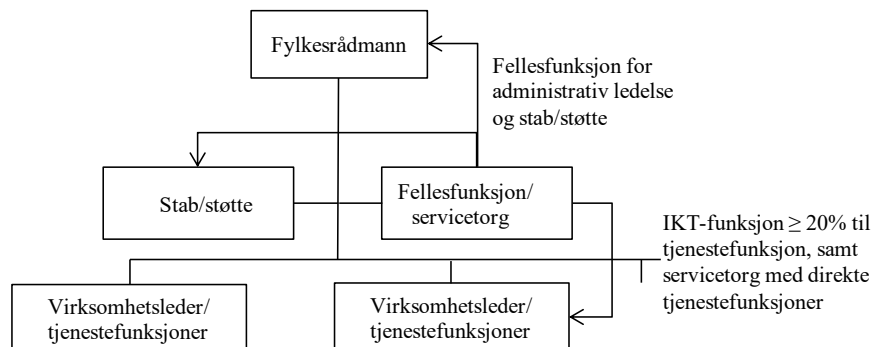 Fylkesrådmann
Fellesfunksjon for
administrativ ledelse
og stab/støtte
Stab/støtte
Fellesfunksjon/
servicetorg
IKT-funksjon ≥ 20% til
tjenestefunksjon, samt
servicetorg med direkte
tjenestefunksjoner
Virksomhetsleder/
tjenestefunksjoner
Virksomhetsleder/
tjenestefunksjoner